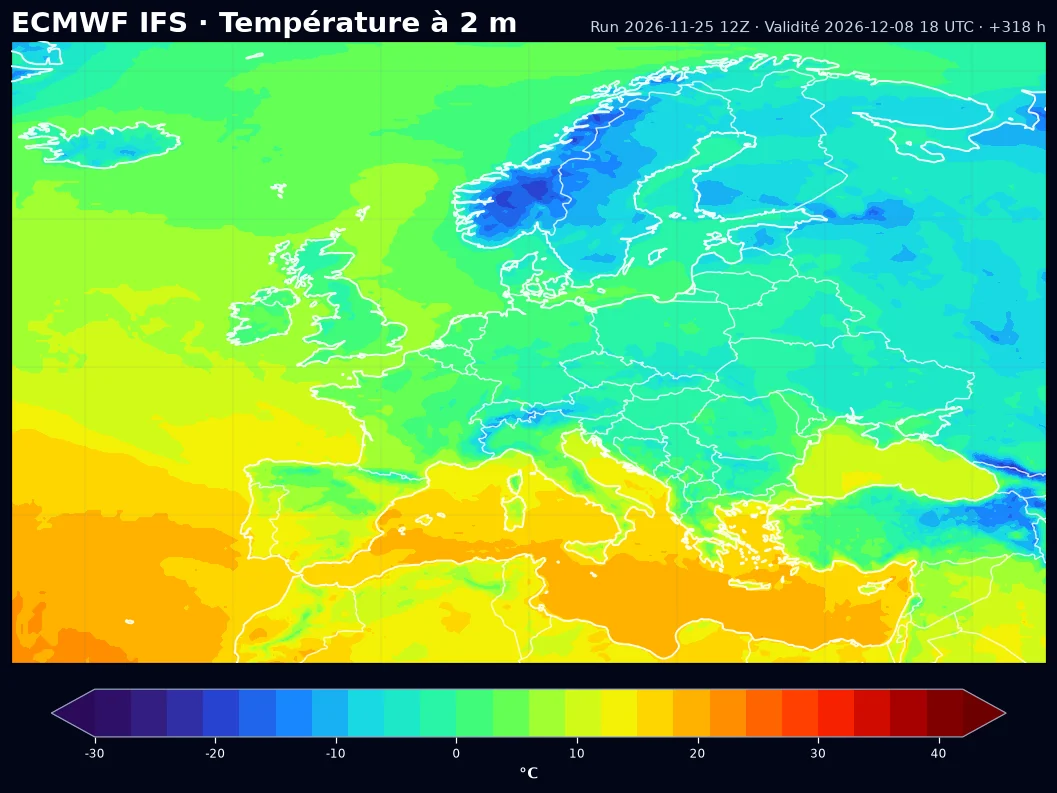 ECMWF IFS · Température à 2 m
Run 2026-11-25 12Z · Validité 2026-12-08 18 UTC · +318 h
-30 -20 -10 0 10 20 30 40
°C